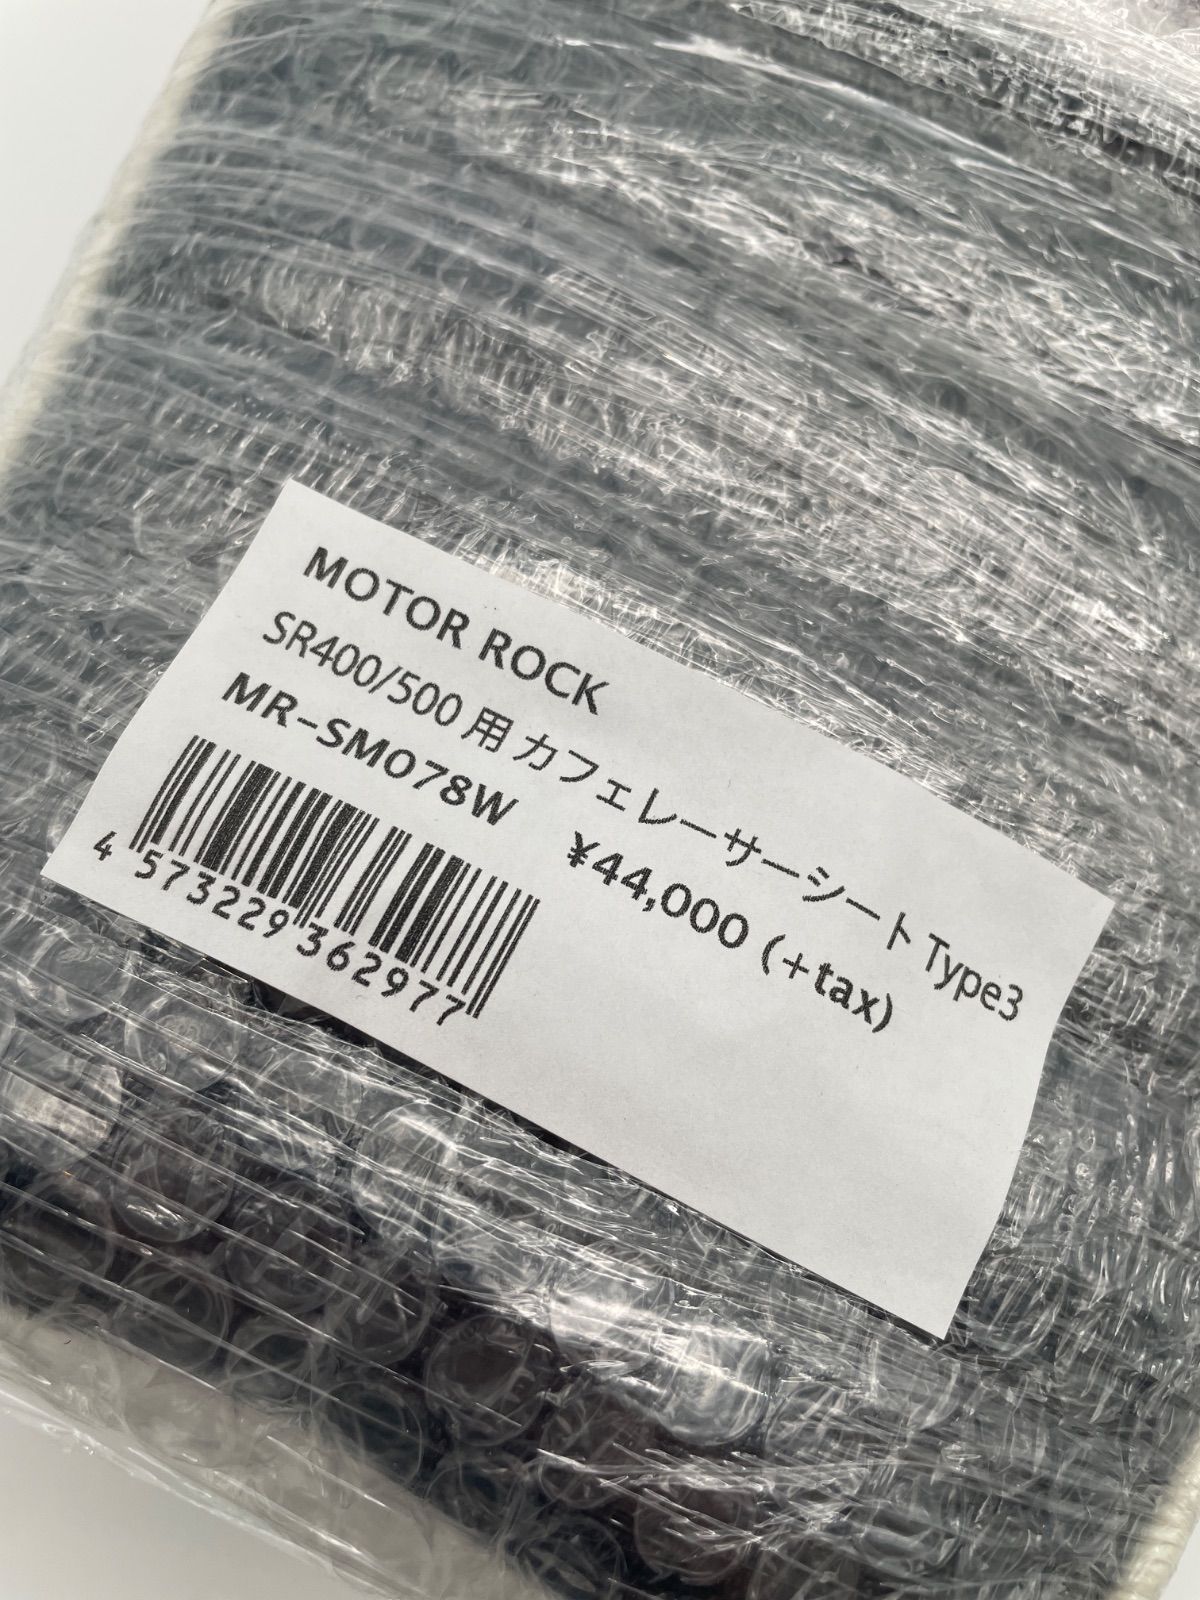 MOTOR ROCK
SR400/500 用 カフェレーサーシート Type3
MR-SM078W ¥44,000 (+tax)
4 573229 362977